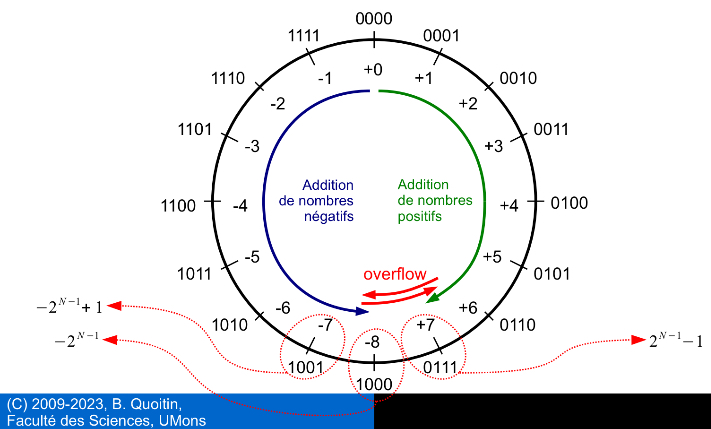 0000
1111
0001
+0
1110
-1
+1
0010
-2
+2
1101
0011
-3
+3
Addition
de nombres
négatifs
Addition
de nombres
positifs
1100
-4
+4
0100
-5
+5
1011
0101
overflow
-6
+6
1010
0110
−2^{N−1}+1
-7
+7
−2^{N−1}
-8
2^{N−1}−1
1001
0111
1000
(C) 2009-2023, B. Quoitin,
Faculté des Sciences, UMons